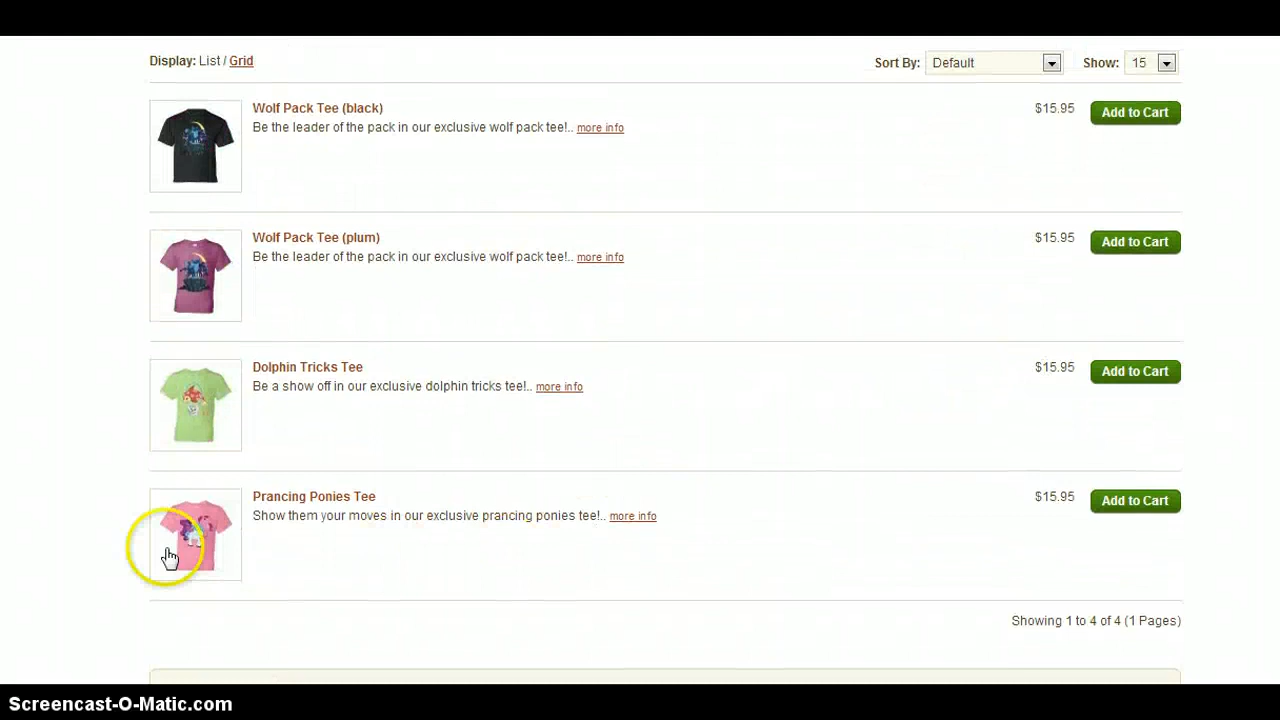 Display: List / Grid
Sort By: Default Show: 15
Wolf Pack Tee (black) $15.95 Add to Cart
Be the leader of the pack in our exclusive wolf pack tee!.. more info
Wolf Pack Tee (plum) $15.95 Add to Cart
Be the leader of the pack in our exclusive wolf pack tee!.. more info
Dolphin Tricks Tee $15.95 Add to Cart
Be a show off in our exclusive dolphin tricks tee!.. more info
Prancing Ponies Tee $15.95 Add to Cart
Show them your moves in our exclusive prancing ponies tee!.. more info
Showing 1 to 4 of 4 (1 Pages)
Screencast-O-Matic.com